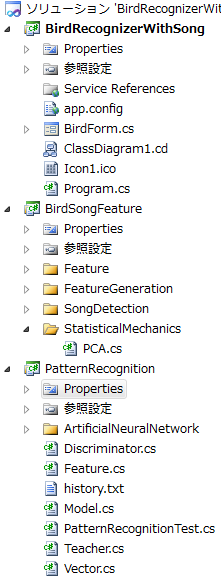 ソリューション 'BirdRecognizerWit
BirdRecognizerWithSong
Properties
参照設定
Service References
app.config
BirdForm.cs
ClassDiagram1.cd
Icon1.ico
Program.cs
BirdSongFeature
Properties
参照設定
Feature
FeatureGeneration
SongDetection
StatisticalMechanics
PCA.cs
PatternRecognition
Properties
参照設定
ArtificialNeuralNetwork
Discriminator.cs
Feature.cs
history.txt
Model.cs
PatternRecognitionTest.cs
Teacher.cs
Vector.cs